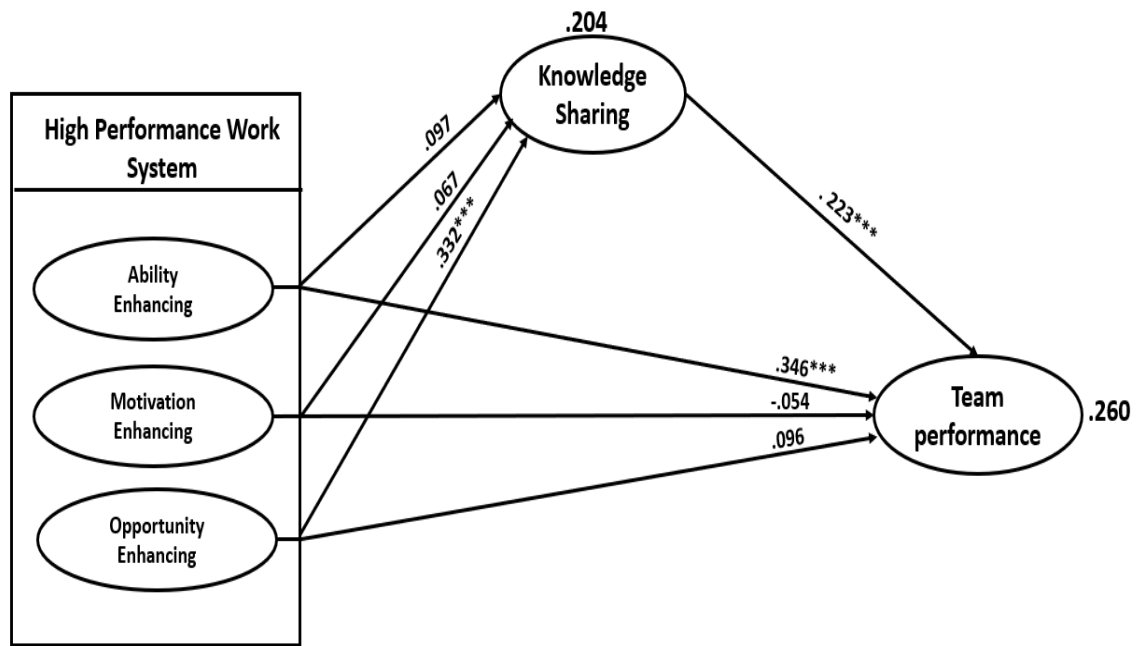 .204
Knowledge
Sharing
High Performance Work
System
.097
.067
.332***
. 223***
Ability
Enhancing
.346***
Motivation
Enhancing
-.054
Team
performance
.260
.096
Opportunity
Enhancing